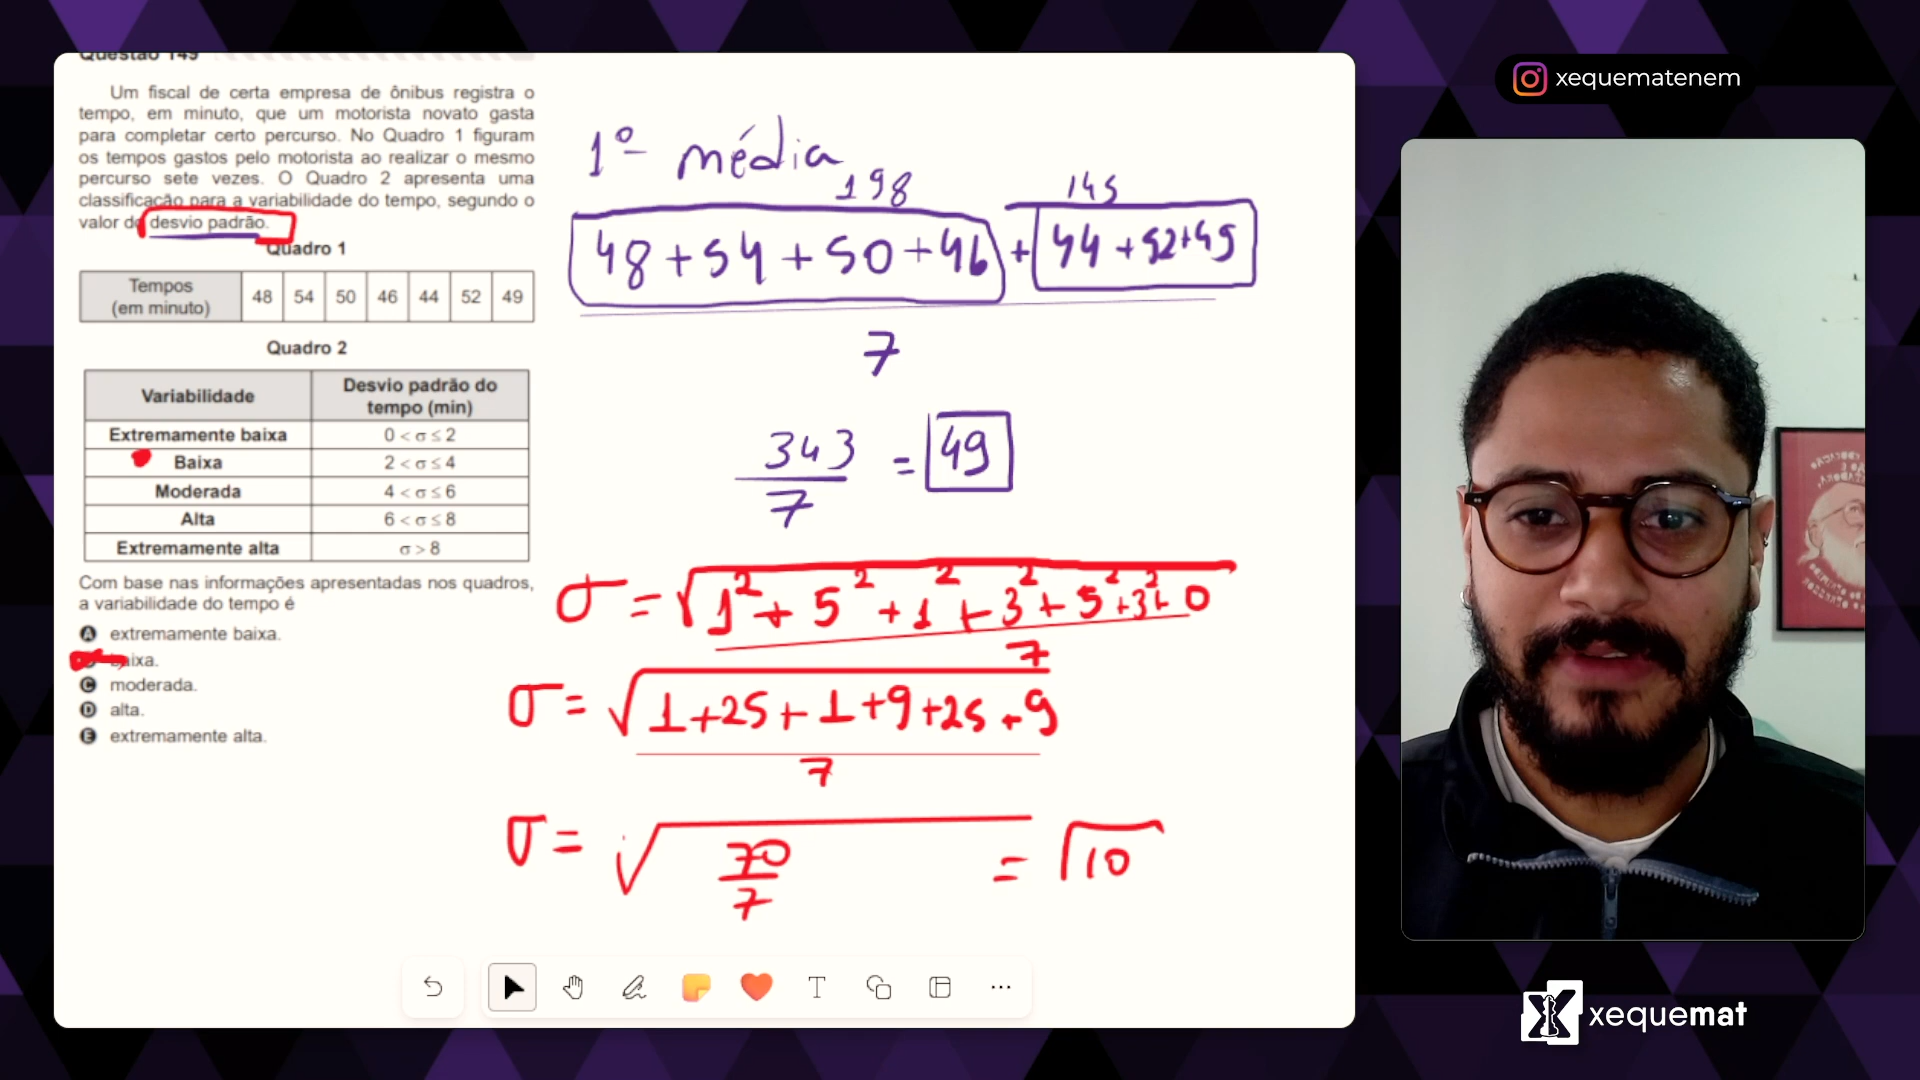 Questão 149
Um fiscal de certa empresa de ônibus registra o
tempo, em minuto, que um motorista novato gasta
para completar certo percurso. No Quadro 1 figuram
os tempos gastos pelo motorista ao realizar o mesmo
percurso sete vezes. O Quadro 2 apresenta uma
classificação para a variabilidade do tempo, segundo o
valor do desvio padrão.
Quadro 1
Tempos
(em minuto)
48 54 50 46 44 52 49
Quadro 2
Variabilidade
Desvio padrão do
tempo (min)
Extremamente baixa 0 < σ ≤ 2
Baixa 2 < σ ≤ 4
Moderada 4 < σ ≤ 6
Alta 6 < σ ≤ 8
Extremamente alta σ > 8
Com base nas informações apresentadas nos quadros,
a variabilidade do tempo é
A extremamente baixa.
baixa.
C moderada.
D alta.
E extremamente alta.
1º média
198 145
48+54+50+46 + 44+52+49
7
343
7
= 49
σ = √1²+5²+1²+3²+5²+3²+0
7
σ = √1+25+1+9+25+9
7
σ = √70
7
= √10
xequematenem
xequemat